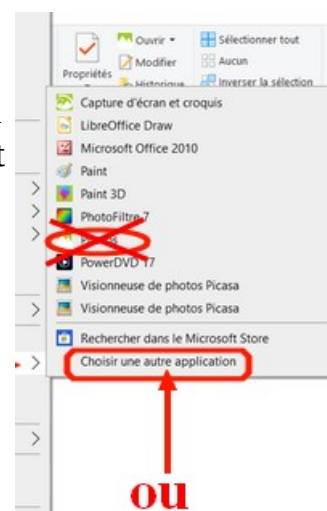 Ouvrir
Sélectionner tout
Modifier
Aucun
Propriétés
Historique
Inverser la sélection
Capture d'écran et croquis
LibreOffice Draw
Microsoft Office 2010
Paint
t
Paint 3D
PhotoFiltre 7
PowerDVD 17
Visionneuse de photos Picasa
Visionneuse de photos Picasa
Rechercher dans le Microsoft Store
Choisir une autre application
ou